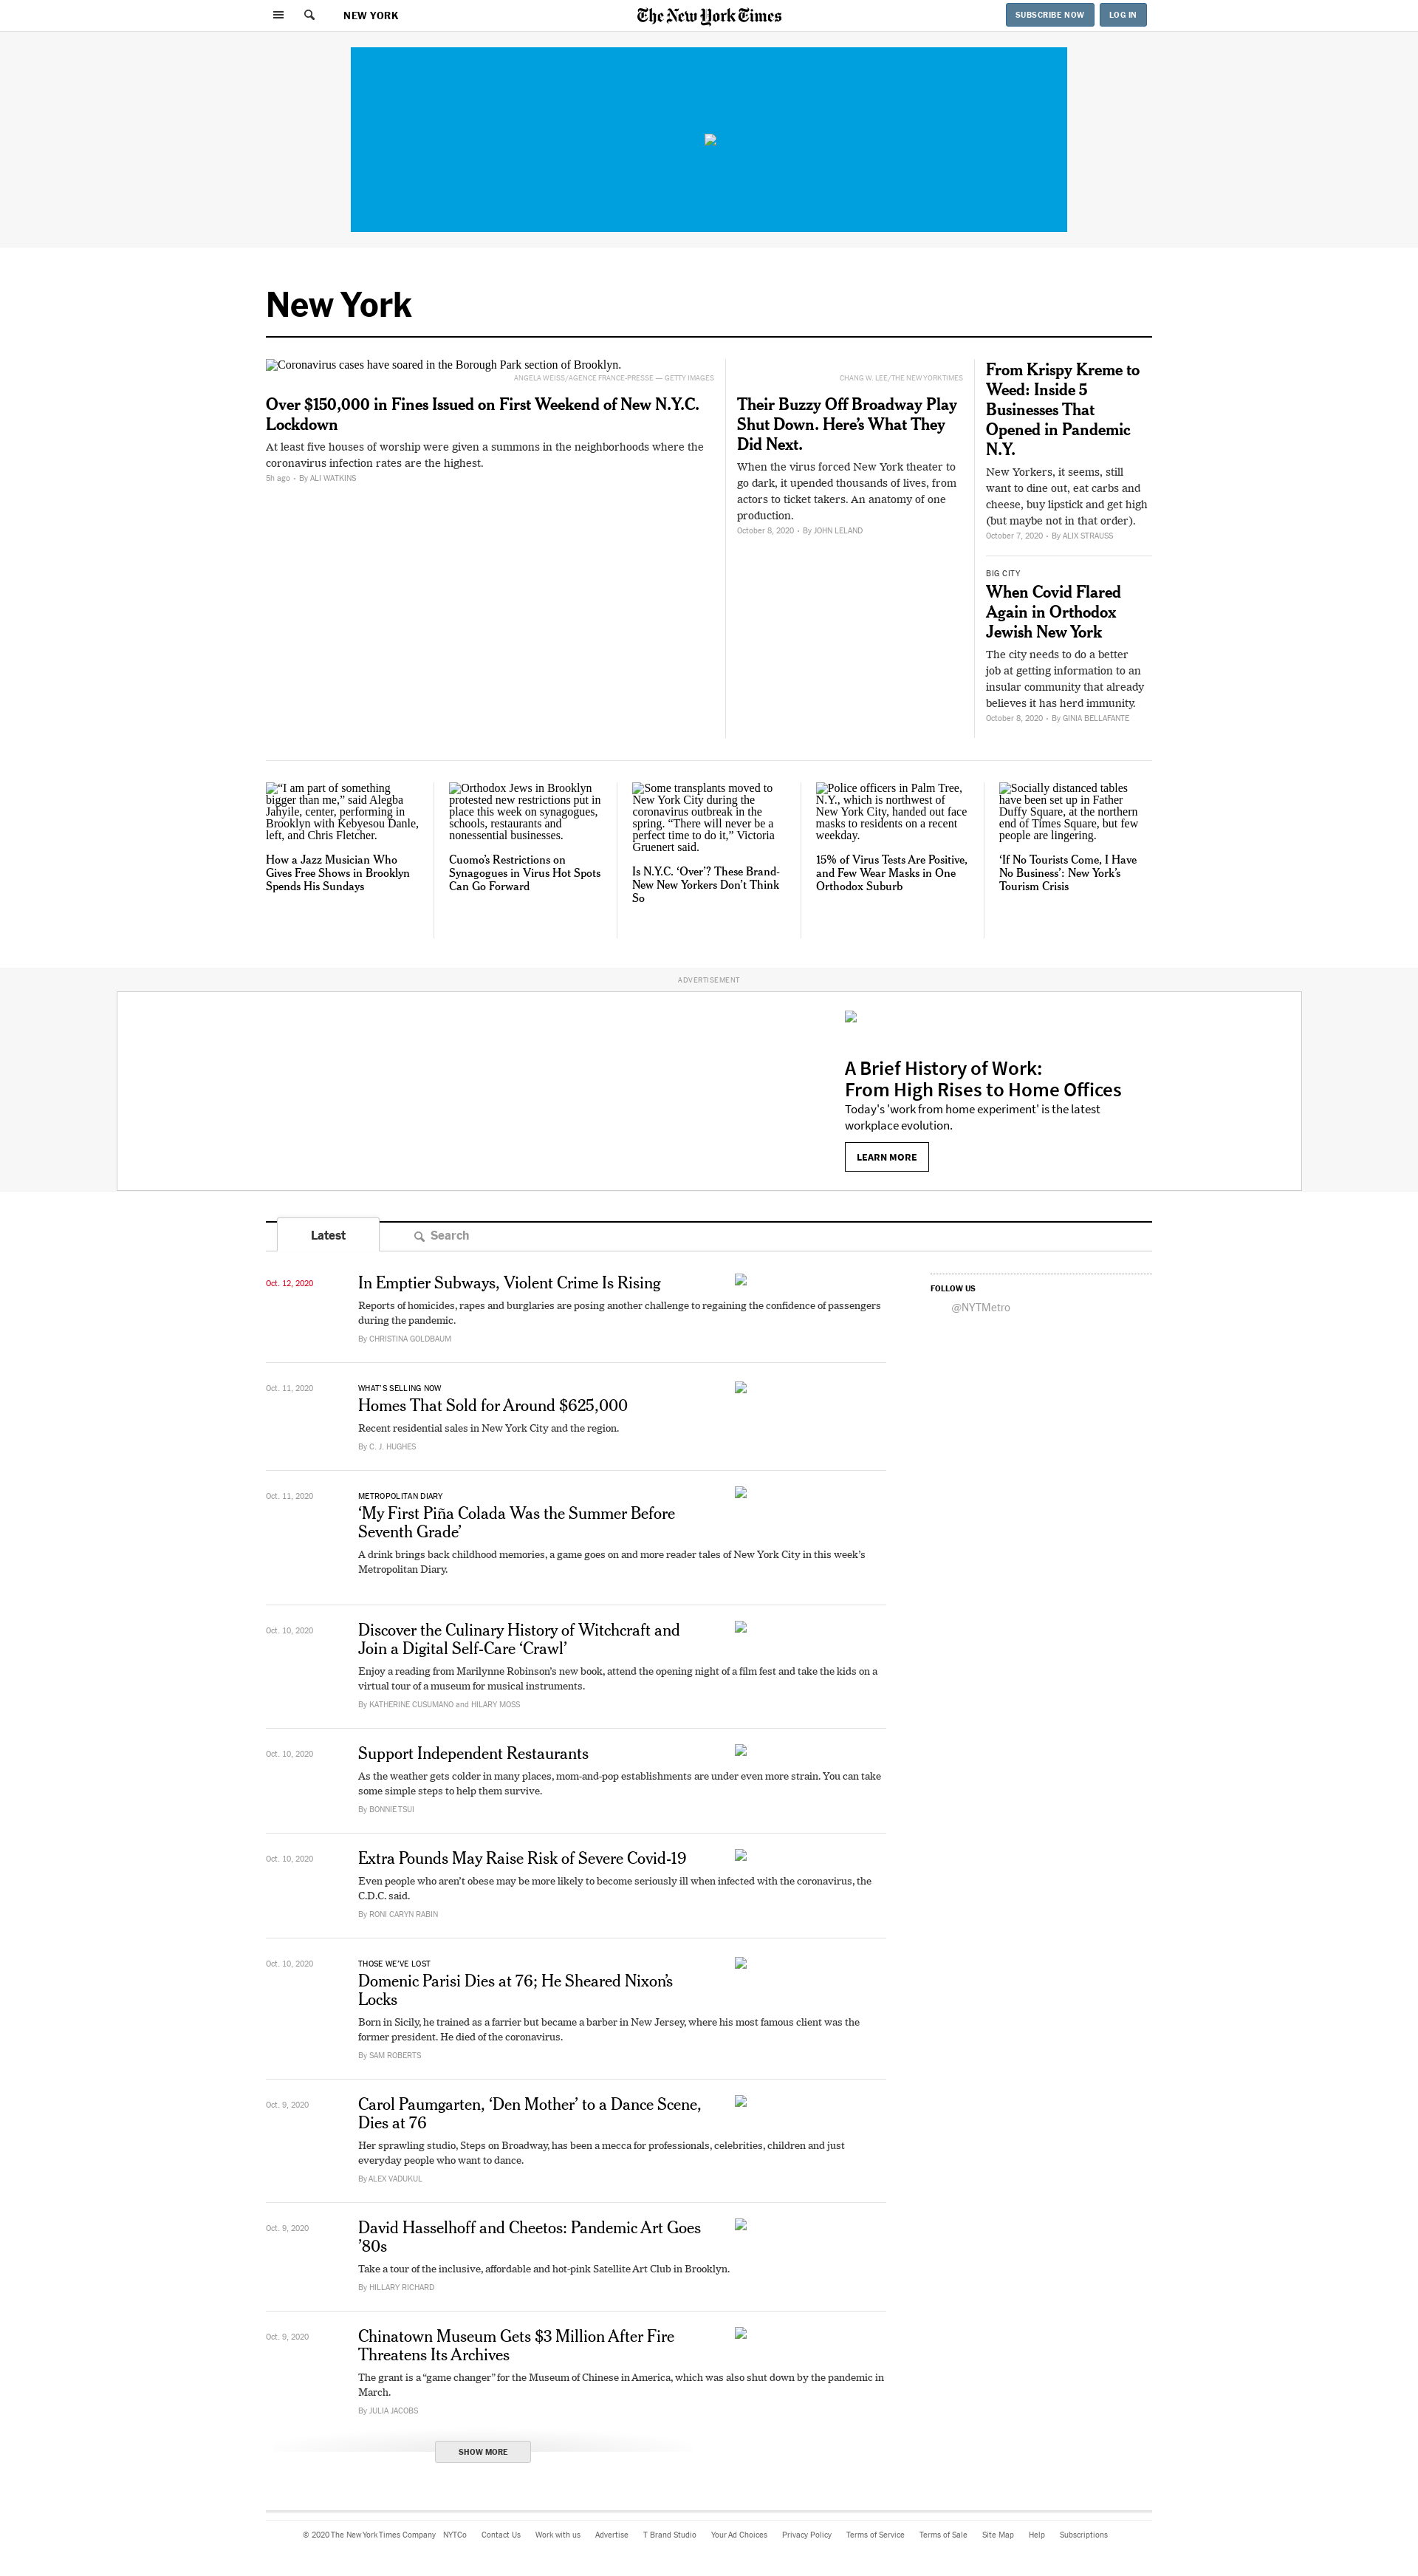 NEW YORK
The New York Times
SUBSCRIBE NOW
LOG IN
New York
Coronavirus cases have soared in the Borough Park section of Brooklyn.
ANGELA WEISS/AGENCE FRANCE-PRESSE — GETTY IMAGES
Over $150,000 in Fines Issued on First Weekend of New N.Y.C.
Lockdown
At least five houses of worship were given a summons in the neighborhoods where the
coronavirus infection rates are the highest.
5h ago • By ALI WATKINS
CHANG W. LEE/THE NEW YORK TIMES
Their Buzzy Off Broadway Play
Shut Down. Here’s What They
Did Next.
When the virus forced New York theater to
go dark, it upended thousands of lives, from
actors to ticket takers. An anatomy of one
production.
October 8, 2020 • By JOHN LELAND
From Krispy Kreme to
Weed: Inside 5
Businesses That
Opened in Pandemic
N.Y.
New Yorkers, it seems, still
want to dine out, eat carbs and
cheese, buy lipstick and get high
(but maybe not in that order).
October 7, 2020 • By ALIX STRAUSS
BIG CITY
When Covid Flared
Again in Orthodox
Jewish New York
The city needs to do a better
job at getting information to an
insular community that already
believes it has herd immunity.
October 8, 2020 • By GINIA BELLAFANTE
“I am part of something
bigger than me,” said Alegba
Jahyile, center, performing in
Brooklyn with Kebyesou Danle,
left, and Chris Fletcher.
How a Jazz Musician Who
Gives Free Shows in Brooklyn
Spends His Sundays
Orthodox Jews in Brooklyn
protested new restrictions put in
place this week on synagogues,
schools, restaurants and
nonessential businesses.
Cuomo’s Restrictions on
Synagogues in Virus Hot Spots
Can Go Forward
Some transplants moved to
New York City during the
coronavirus outbreak in the
spring. “There will never be a
perfect time to do it,” Victoria
Gruenert said.
Is N.Y.C. ‘Over’? These Brand-
New New Yorkers Don’t Think
So
Police officers in Palm Tree,
N.Y., which is northwest of
New York City, handed out face
masks to residents on a recent
weekday.
15% of Virus Tests Are Positive,
and Few Wear Masks in One
Orthodox Suburb
Socially distanced tables
have been set up in Father
Duffy Square, at the northern
end of Times Square, but few
people are lingering.
‘If No Tourists Come, I Have
No Business’: New York’s
Tourism Crisis
ADVERTISEMENT
A Brief History of Work:
From High Rises to Home Offices
Today's 'work from home experiment' is the latest
workplace evolution.
LEARN MORE
Latest
Search
Oct. 12, 2020
In Emptier Subways, Violent Crime Is Rising
Reports of homicides, rapes and burglaries are posing another challenge to regaining the confidence of passengers
during the pandemic.
By CHRISTINA GOLDBAUM
FOLLOW US
@NYTMetro
Oct. 11, 2020
WHAT’S SELLING NOW
Homes That Sold for Around $625,000
Recent residential sales in New York City and the region.
By C. J. HUGHES
Oct. 11, 2020
METROPOLITAN DIARY
‘My First Piña Colada Was the Summer Before
Seventh Grade’
A drink brings back childhood memories, a game goes on and more reader tales of New York City in this week’s
Metropolitan Diary.
Oct. 10, 2020
Discover the Culinary History of Witchcraft and
Join a Digital Self-Care ‘Crawl’
Enjoy a reading from Marilynne Robinson’s new book, attend the opening night of a film fest and take the kids on a
virtual tour of a museum for musical instruments.
By KATHERINE CUSUMANO and HILARY MOSS
Oct. 10, 2020
Support Independent Restaurants
As the weather gets colder in many places, mom-and-pop establishments are under even more strain. You can take
some simple steps to help them survive.
By BONNIE TSUI
Oct. 10, 2020
Extra Pounds May Raise Risk of Severe Covid-19
Even people who aren’t obese may be more likely to become seriously ill when infected with the coronavirus, the
C.D.C. said.
By RONI CARYN RABIN
Oct. 10, 2020
THOSE WE’VE LOST
Domenic Parisi Dies at 76; He Sheared Nixon’s
Locks
Born in Sicily, he trained as a farrier but became a barber in New Jersey, where his most famous client was the
former president. He died of the coronavirus.
By SAM ROBERTS
Oct. 9, 2020
Carol Paumgarten, ‘Den Mother’ to a Dance Scene,
Dies at 76
Her sprawling studio, Steps on Broadway, has been a mecca for professionals, celebrities, children and just
everyday people who want to dance.
By ALEX VADUKUL
Oct. 9, 2020
David Hasselhoff and Cheetos: Pandemic Art Goes
’80s
Take a tour of the inclusive, affordable and hot-pink Satellite Art Club in Brooklyn.
By HILLARY RICHARD
Oct. 9, 2020
Chinatown Museum Gets $3 Million After Fire
Threatens Its Archives
The grant is a “game changer” for the Museum of Chinese in America, which was also shut down by the pandemic in
March.
By JULIA JACOBS
SHOW MORE
© 2020 The New York Times Company NYTCo Contact Us Work with us Advertise T Brand Studio Your Ad Choices Privacy Policy Terms of Service Terms of Sale Site Map Help Subscriptions